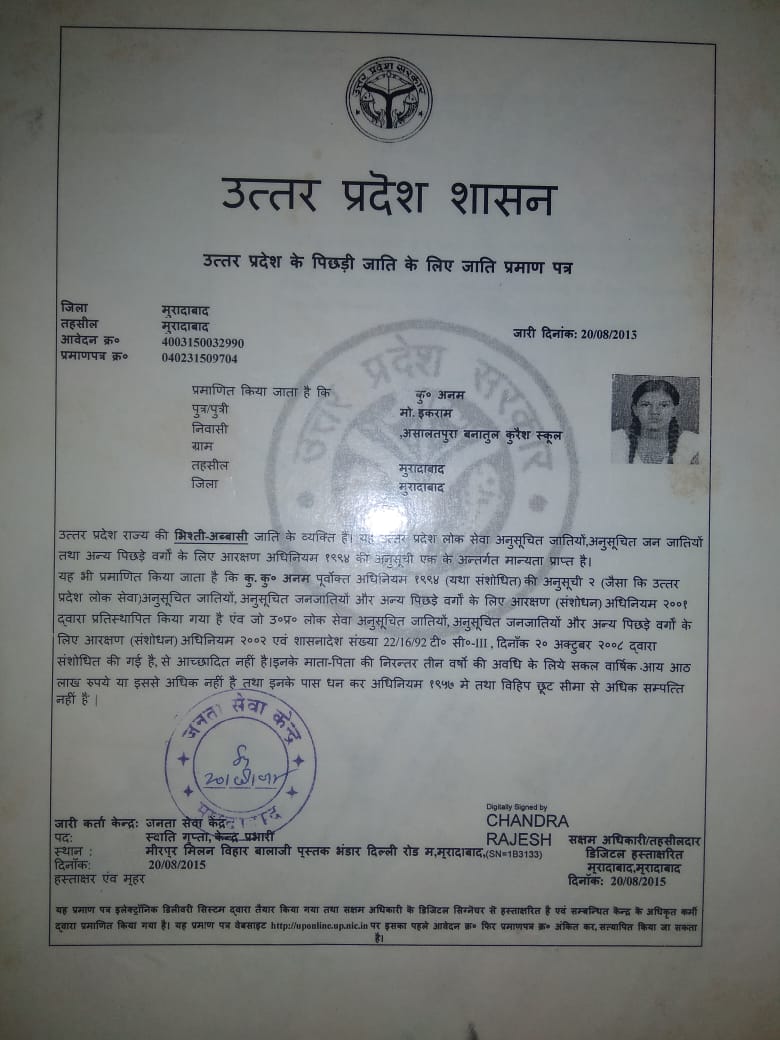 उत्तर प्रदेश सरकार
उत्तर प्रदेश शासन
उत्तर प्रदेश के पिछड़ी जाति के लिए जाति प्रमाण पत्र
जिला मुरादाबाद
तहसील मुरादाबाद
आवेदन क्र० 4003150032990
प्रमाणपत्र क्र० 040231509704
जारी दिनांक: 20/08/2015
उत्तर प्रदेश सरकार
प्रमाणित किया जाता है कि कु० अनम
पुत्र/पुत्री मो. इकराम
निवासी ,असालतपुरा बनातुल कुरैश स्कूल
ग्राम
तहसील मुरादाबाद
जिला मुरादाबाद
उत्तर प्रदेश राज्य की भिश्ती-अब्बासी जाति के व्यक्ति हैं। यह उत्तर प्रदेश लोक सेवा अनुसूचित जातियों,अनुसूचित जन जातियों
तथा अन्य पिछड़े वर्गों के लिए आरक्षण अधिनियम १९९४ की अनुसूची एक के अन्तर्गत मान्यता प्राप्त है।
यह भी प्रमाणित किया जाता है कि कु. कु० अनम पूर्वोक्त अधिनियम १९९४ (यथा संशोधित) की अनुसूची २ (जैसा कि उत्तर
प्रदेश लोक सेवा)अनुसूचित जातियों, अनुसूचित जनजातियों और अन्य पिछड़े वर्गों के लिए आरक्षण (संशोधन) अधिनियम २००१
द्वारा प्रतिस्थापित किया गया है एंव जो उ०प्र० लोक सेवा अनुसूचित जातियों, अनुसूचित जनजातियों और अन्य पिछड़े वर्गों के
लिए आरक्षण (संशोधन) अधिनियम २००२ एवं शासनादेश संख्या 22/16/92 टी० सी०-III , दिनाँक २० अक्टूबर २००८ द्वारा
संशोधित की गई है, से आच्छादित नहीं है।इनके माता-पिता की निरन्तर तीन वर्षों की अवधि के लिये सकल वार्षिक आय आठ
लाख रुपये या इससे अधिक नहीं है तथा इनके पास धन कर अधिनियम १९५७ मे तथा विहिप छूट सीमा से अधिक सम्पत्ति
नहीं है |
जनता सेवा केन्द्र
जारी कर्ता केन्द्र: जनता सेवा केंद्र
पद: स्वाति गुप्ता, केन्द्र प्रभारी
स्थान : मीरपुर मिलन विहार बालाजी पुस्तक भंडार दिल्ली रोड म,मुरादाबाद,
दिनाँक: 20/08/2015
हस्ताक्षर एंव मुहर
Digitally Signed by
CHANDRA
RAJESH
(SN=1B3133)
सक्षम अधिकारी/तहसीलदार
डिजिटल हस्ताक्षरित
मुरादाबाद,मुरादाबाद
दिनाँक: 20/08/2015
यह प्रमाण पत्र इलेक्ट्रॉनिक डिलीवरी सिस्टम द्वारा तैयार किया गया तथा सक्षम अधिकारी के डिजिटल सिग्नेचर से हस्ताक्षरित है एवं सम्बन्धित केन्द्र के अधिकृत कर्मी
द्वारा प्रमाणित किया गया है। यह प्रमाण पत्र वेबसाइट http://uponline.up.nic.in पर इसका पहले आवेदन क्र० फिर प्रमाणपत्र क्र० अंकित कर, सत्यापित किया जा सकता
है।